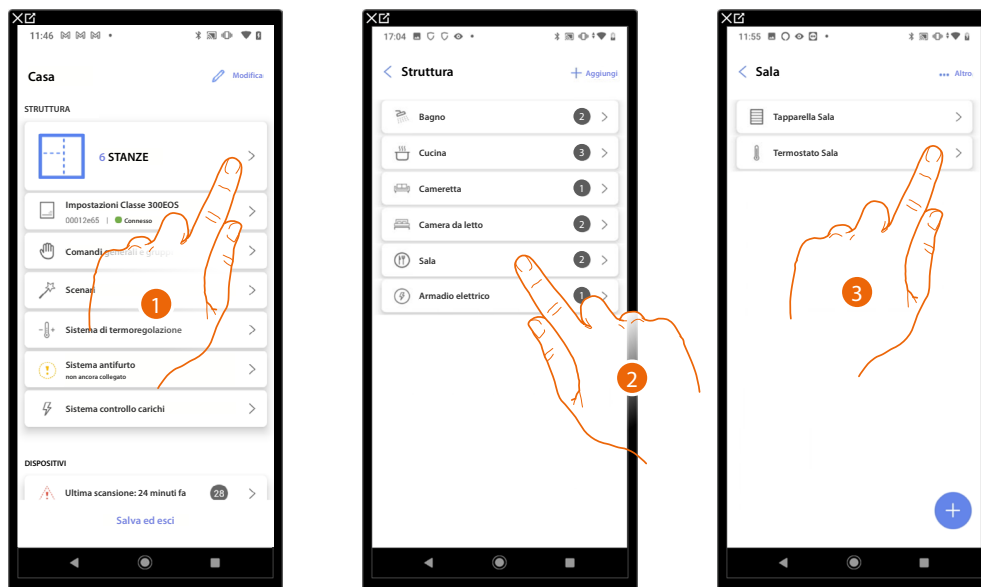 11:46
Casa
Modifica
STRUTTURA
6 STANZE
Impostazioni Classe 300EOS
00012e65 | Connesso
Comandi generali e gruppi
Scenari
1
Sistema di termoregolazione
Sistema antifurto
non ancora collegato
Sistema controllo carichi
DISPOSITIVI
Ultima scansione: 24 minuti fa 28
Salva ed esci
17:04
Struttura
Aggiungi
Bagno 2
Cucina 3
Cameretta 1
Camera da letto 2
Sala 2
Armadio elettrico 1
2
11:55
Sala
Altro
Tapparella Sala
Termostato Sala
3